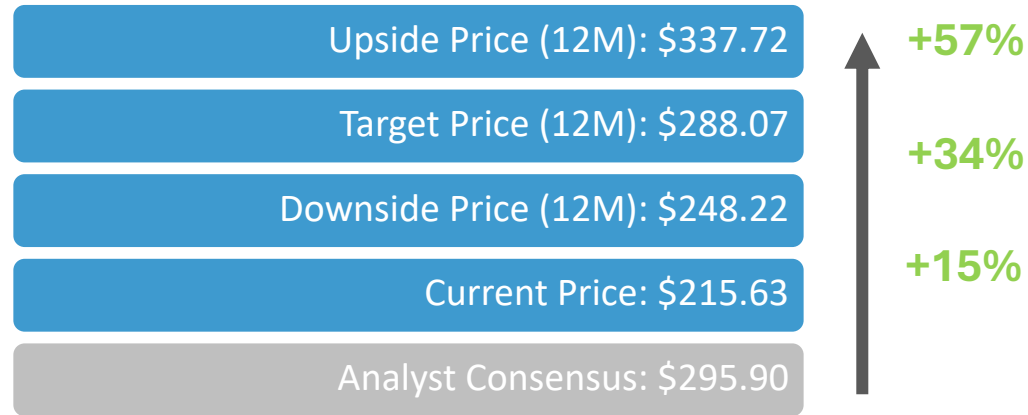 Upside Price (12M): $337.72
+57%
Target Price (12M): $288.07
+34%
Downside Price (12M): $248.22
+15%
Current Price: $215.63
Analyst Consensus: $295.90